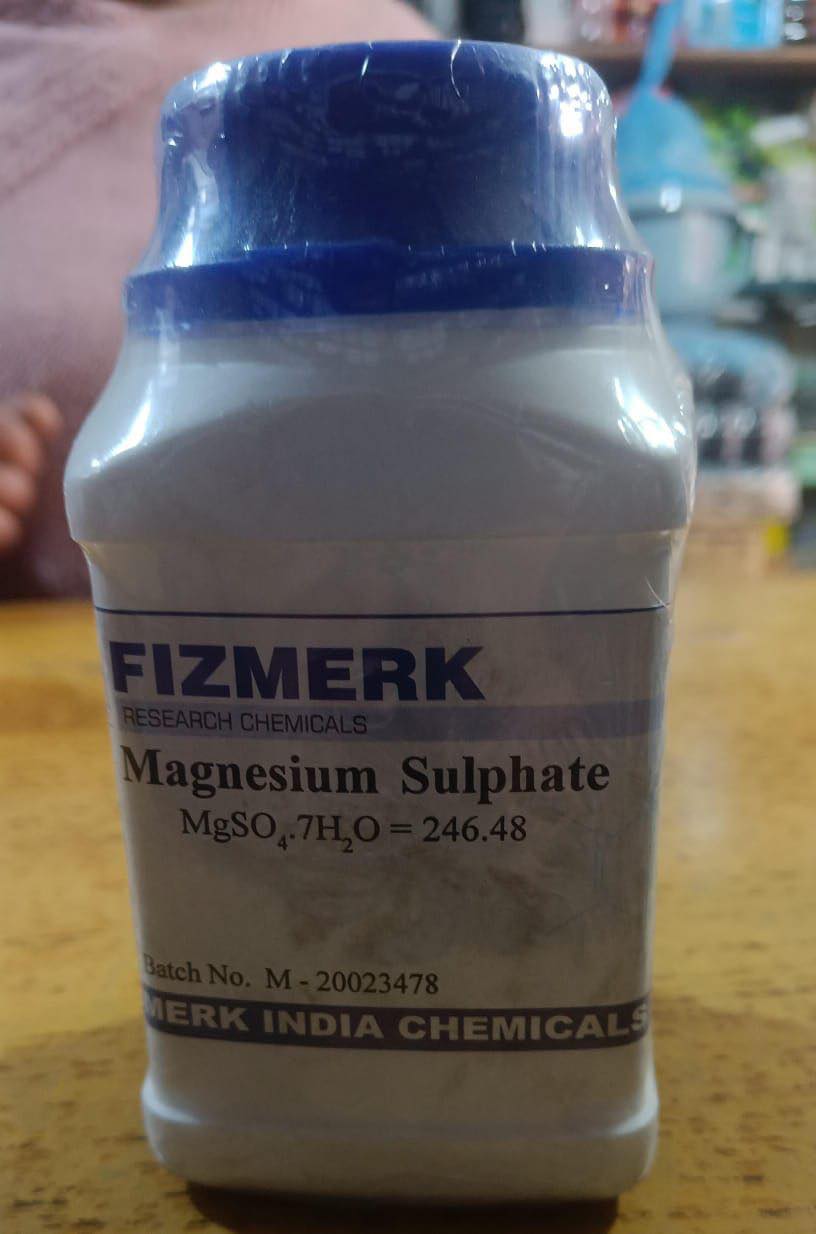 FIZMERK
RESEARCH CHEMICALS
Magnesium Sulphate
MgSO₄.7H₂O = 246.48
Batch No. M - 20023478
MERK INDIA CHEMICALS